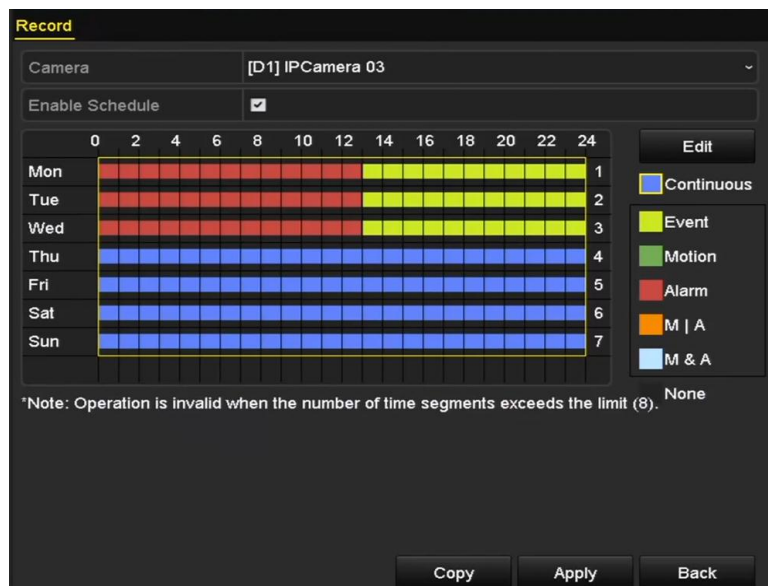 Record
Camera [D1] IPCamera 03
Enable Schedule
0 2 4 6 8 10 12 14 16 18 20 22 24 Edit
Mon 1 Continuous
Tue 2
Wed 3 Event
Thu 4 Motion
Fri 5 Alarm
Sat 6 M | A
Sun 7 M & A
None
*Note: Operation is invalid when the number of time segments exceeds the limit (8).
Copy Apply Back